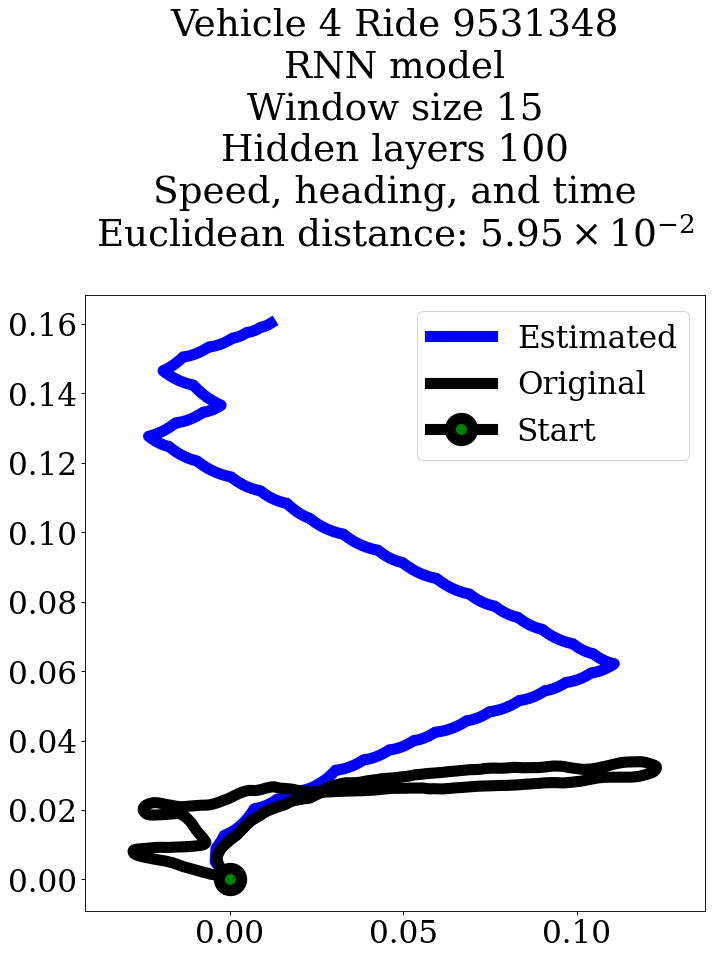 Vehicle 4 Ride 9531348
RNN model
Window size 15
Hidden layers 100
Speed, heading, and time
Euclidean distance: 5.95 × 10⁻²
Estimated
Original
Start
0.16
0.14
0.12
0.10
0.08
0.06
0.04
0.02
0.00
0.00 0.05 0.10